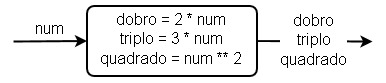 num
dobro = 2 * num
triplo = 3 * num
quadrado = num ** 2
dobro
triplo
quadrado